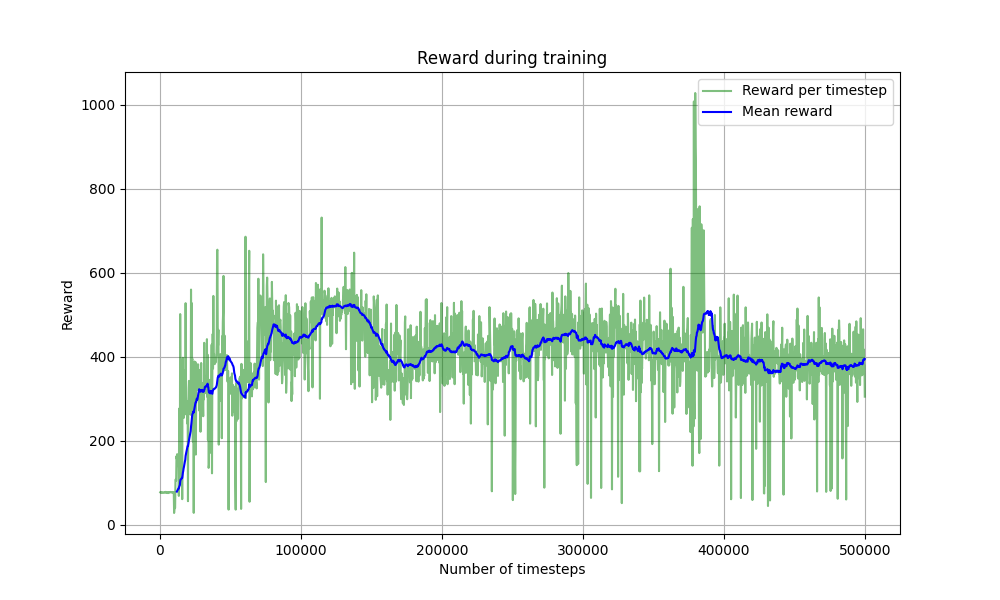 Reward during training
Reward per timestep
Mean reward
1000
800
600
400
200
0
Reward
0 100000 200000 300000 400000 500000
Number of timesteps